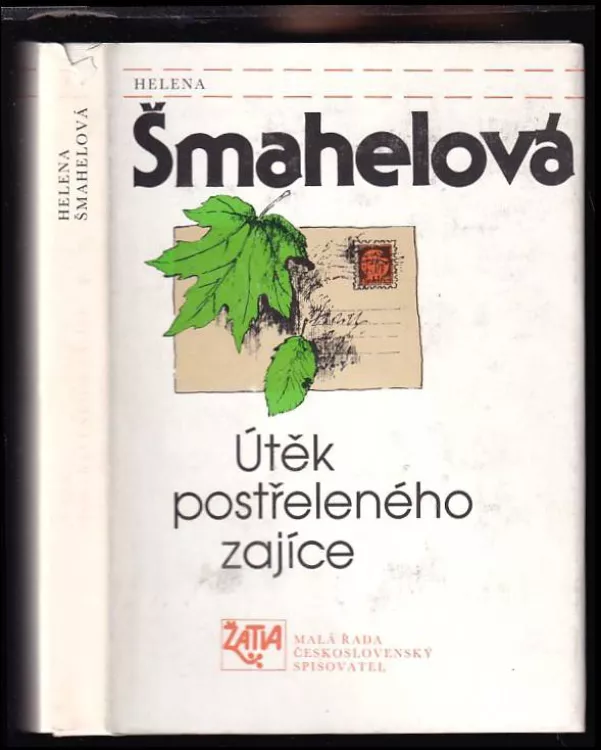 HELENA
ŠMAHELOVÁ
HELENA
Šmahelová
Útěk
postřeleného
zajíce
ŽATVA
MALÁ ŘADA
ČESKOSLOVENSKÝ
SPISOVATEL